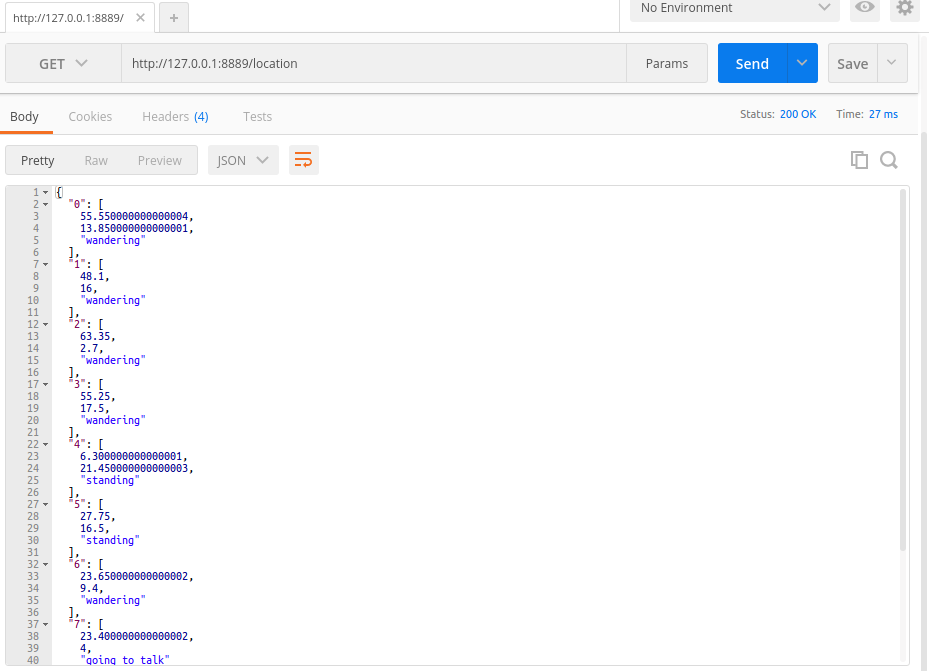 http://127.0.0.1:8889/ × +
No Environment
GET http://127.0.0.1:8889/location Params Send Save
Body Cookies Headers (4) Tests Status: 200 OK Time: 27 ms
Pretty Raw Preview JSON
1 {
2 "0": [
3 55.550000000000004,
4 13.850000000000001,
5 "wandering"
6 ],
7 "1": [
8 48.1,
9 16,
10 "wandering"
11 ],
12 "2": [
13 63.35,
14 2.7,
15 "wandering"
16 ],
17 "3": [
18 55.25,
19 17.5,
20 "wandering"
21 ],
22 "4": [
23 6.300000000000001,
24 21.450000000000003,
25 "standing"
26 ],
27 "5": [
28 27.75,
29 16.5,
30 "standing"
31 ],
32 "6": [
33 23.650000000000002,
34 9.4,
35 "wandering"
36 ],
37 "7": [
38 23.400000000000002,
39 4,
40 "going to talk"